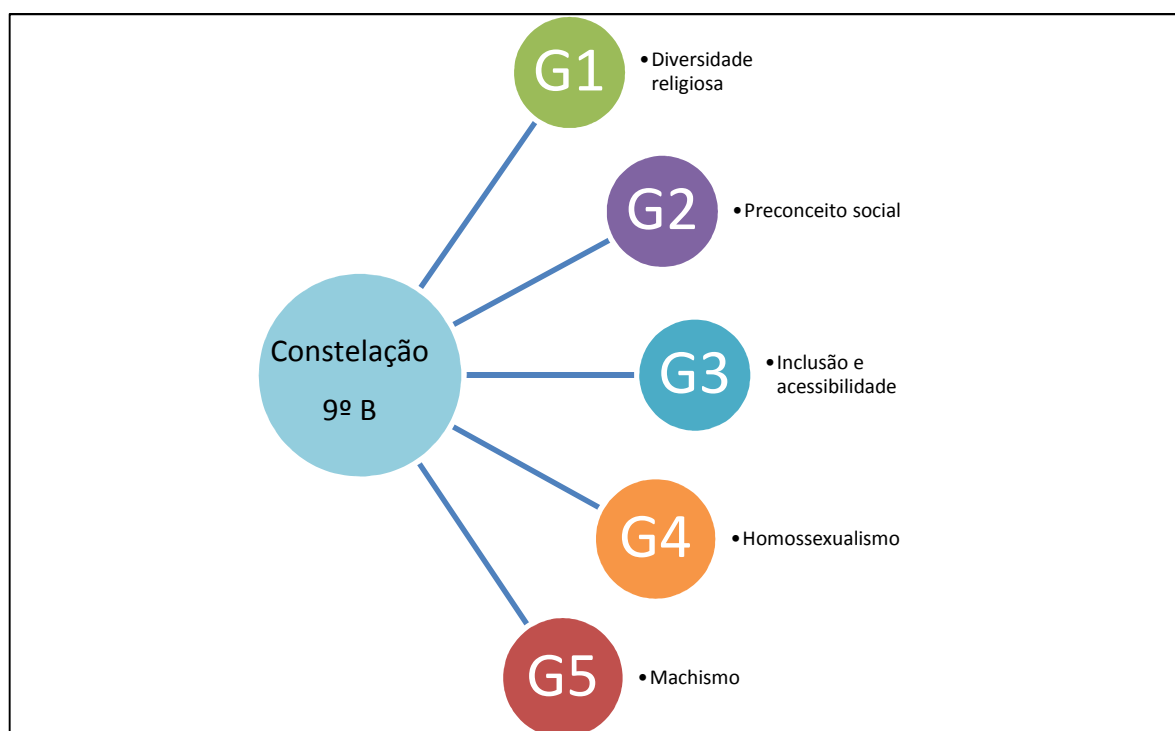 G1
•Diversidade
religiosa
G2
•Preconceito social
Constelação
9º B
G3
•Inclusão e
acessibilidade
G4
•Homossexualismo
G5
•Machismo